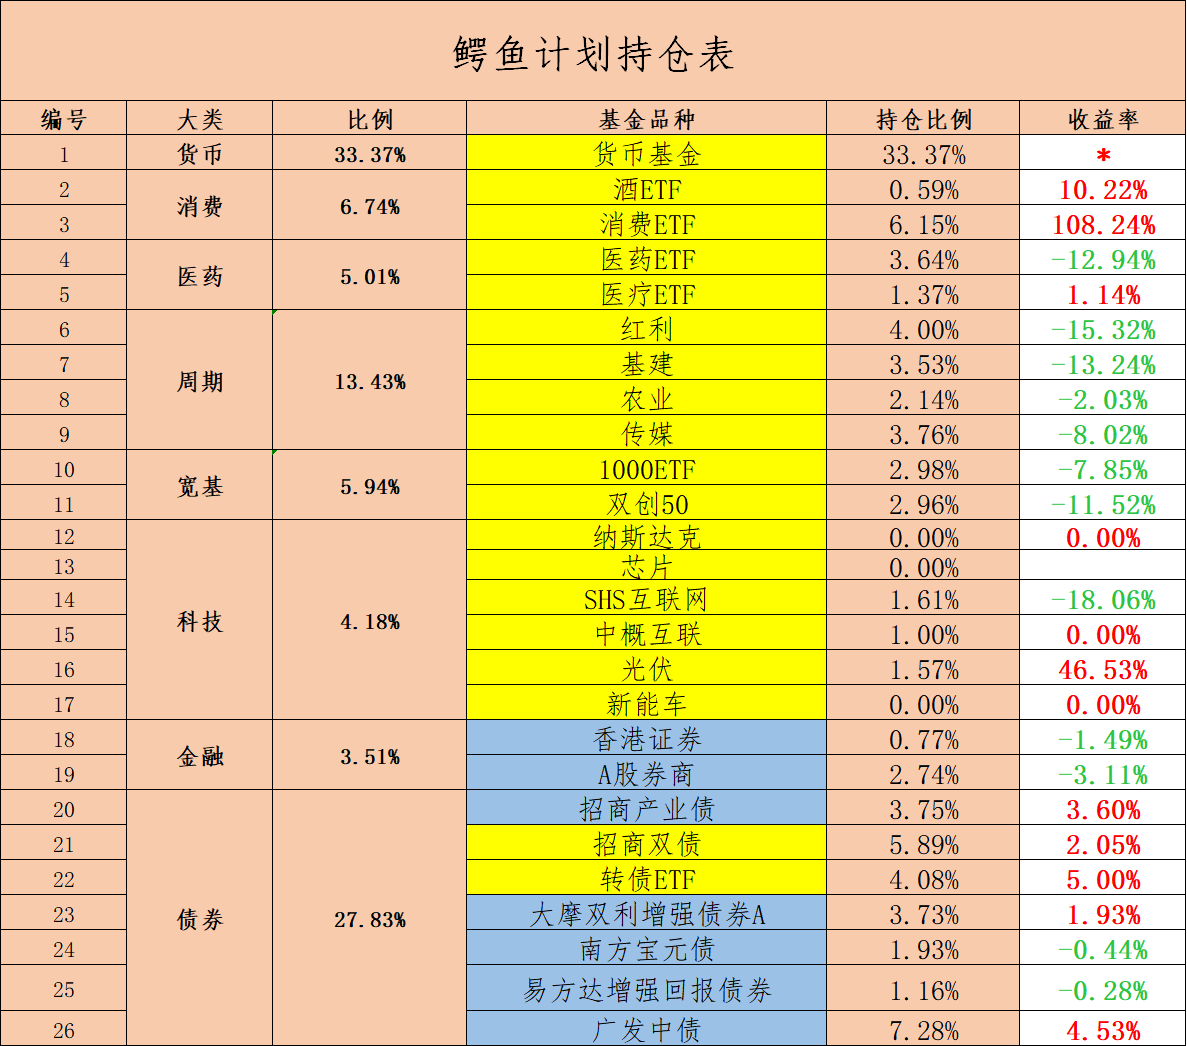 鳄鱼计划持仓表
编号 大类 比例 基金品种 持仓比例 收益率
1 货币 33.37% 货币基金 33.37% *
2 消费 6.74% 酒ETF 0.59% 10.22%
3 消费ETF 6.15% 108.24%
4 医药 5.01% 医药ETF 3.64% -12.94%
5 医疗ETF 1.37% 1.14%
6 周期 13.43% 红利 4.00% -15.32%
7 基建 3.53% -13.24%
8 农业 2.14% -2.03%
9 传媒 3.76% -8.02%
10 宽基 5.94% 1000ETF 2.98% -7.85%
11 双创50 2.96% -11.52%
12 科技 4.18% 纳斯达克 0.00% 0.00%
13 芯片 0.00%
14 SHS互联网 1.61% -18.06%
15 中概互联 1.00% 0.00%
16 光伏 1.57% 46.53%
17 新能车 0.00% 0.00%
18 金融 3.51% 香港证券 0.77% -1.49%
19 A股券商 2.74% -3.11%
20 债券 27.83% 招商产业债 3.75% 3.60%
21 招商双债 5.89% 2.05%
22 转债ETF 4.08% 5.00%
23 大摩双利增强债券A 3.73% 1.93%
24 南方宝元债 1.93% -0.44%
25 易方达增强回报债券 1.16% -0.28%
26 广发中债 7.28% 4.53%